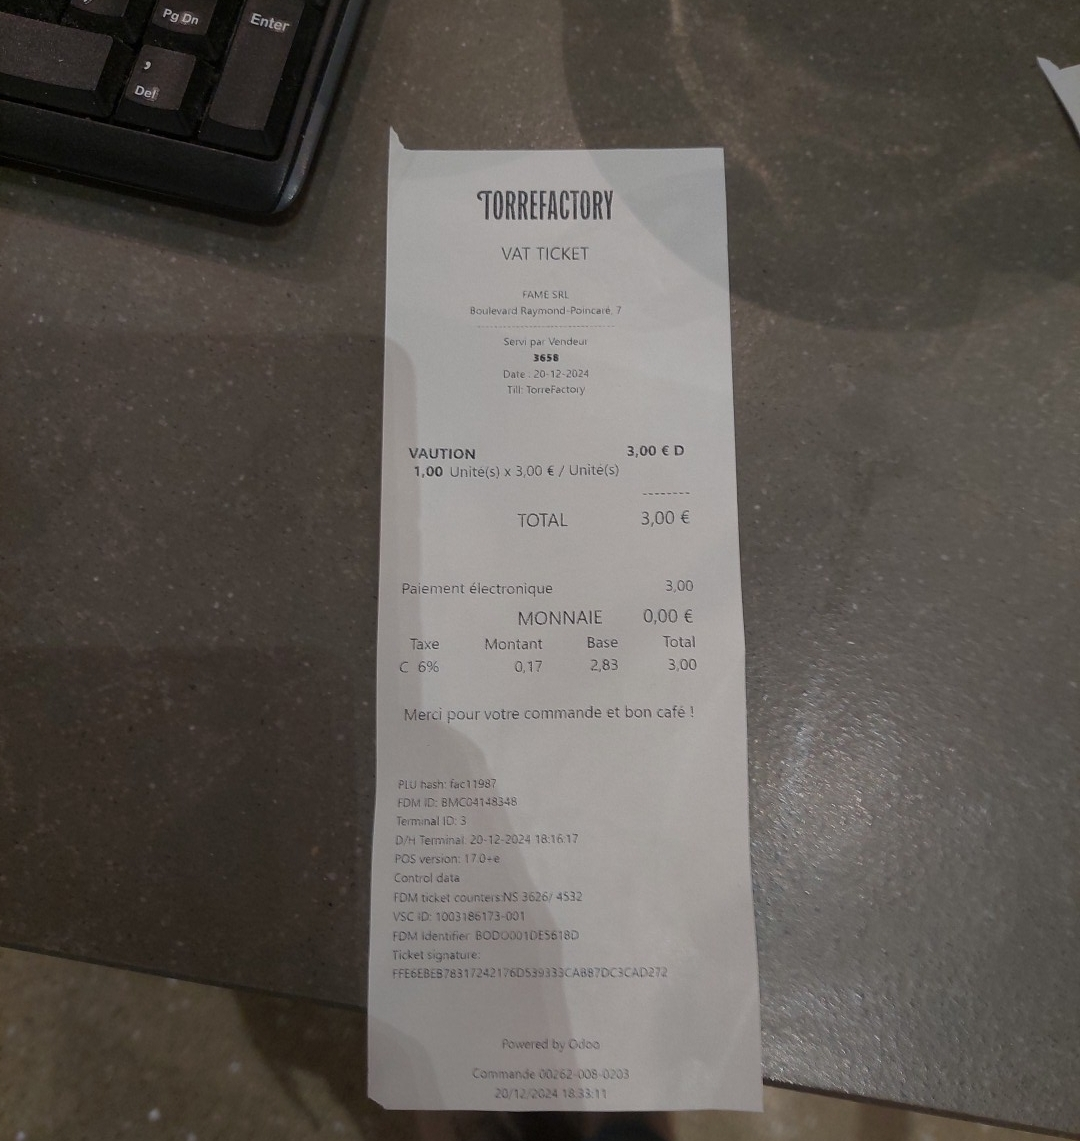 Pg Dn
Enter
,
Del
TORREFACTORY
VAT TICKET
FAME SRL
Boulevard Raymond-Poincaré, 7
Servi par Vendeur
3658
Date : 20-12-2024
Till: TorreFactory
VAUTION 3,00 € D
1,00 Unité(s) x 3,00 € / Unité(s)
--------
TOTAL 3,00 €
Paiement électronique 3,00
MONNAIE 0,00 €
Taxe Montant Base Total
C 6% 0,17 2,83 3,00
Merci pour votre commande et bon café !
PLU hash: fac11987
FDM ID: BMC04148348
Terminal ID: 3
D/H Terminal: 20-12-2024 18:16:17
POS version: 17.0+e
Control data
FDM ticket counters:NS 3626/ 4532
VSC ID: 1003186173-001
FDM Identifier: BODO001DE5618D
Ticket signature:
FFE6EBEB78317242176D539333CAB87DC3CAD272
Powered by Odoo
Commande 00262-008-0203
20/12/2024 18:33:11